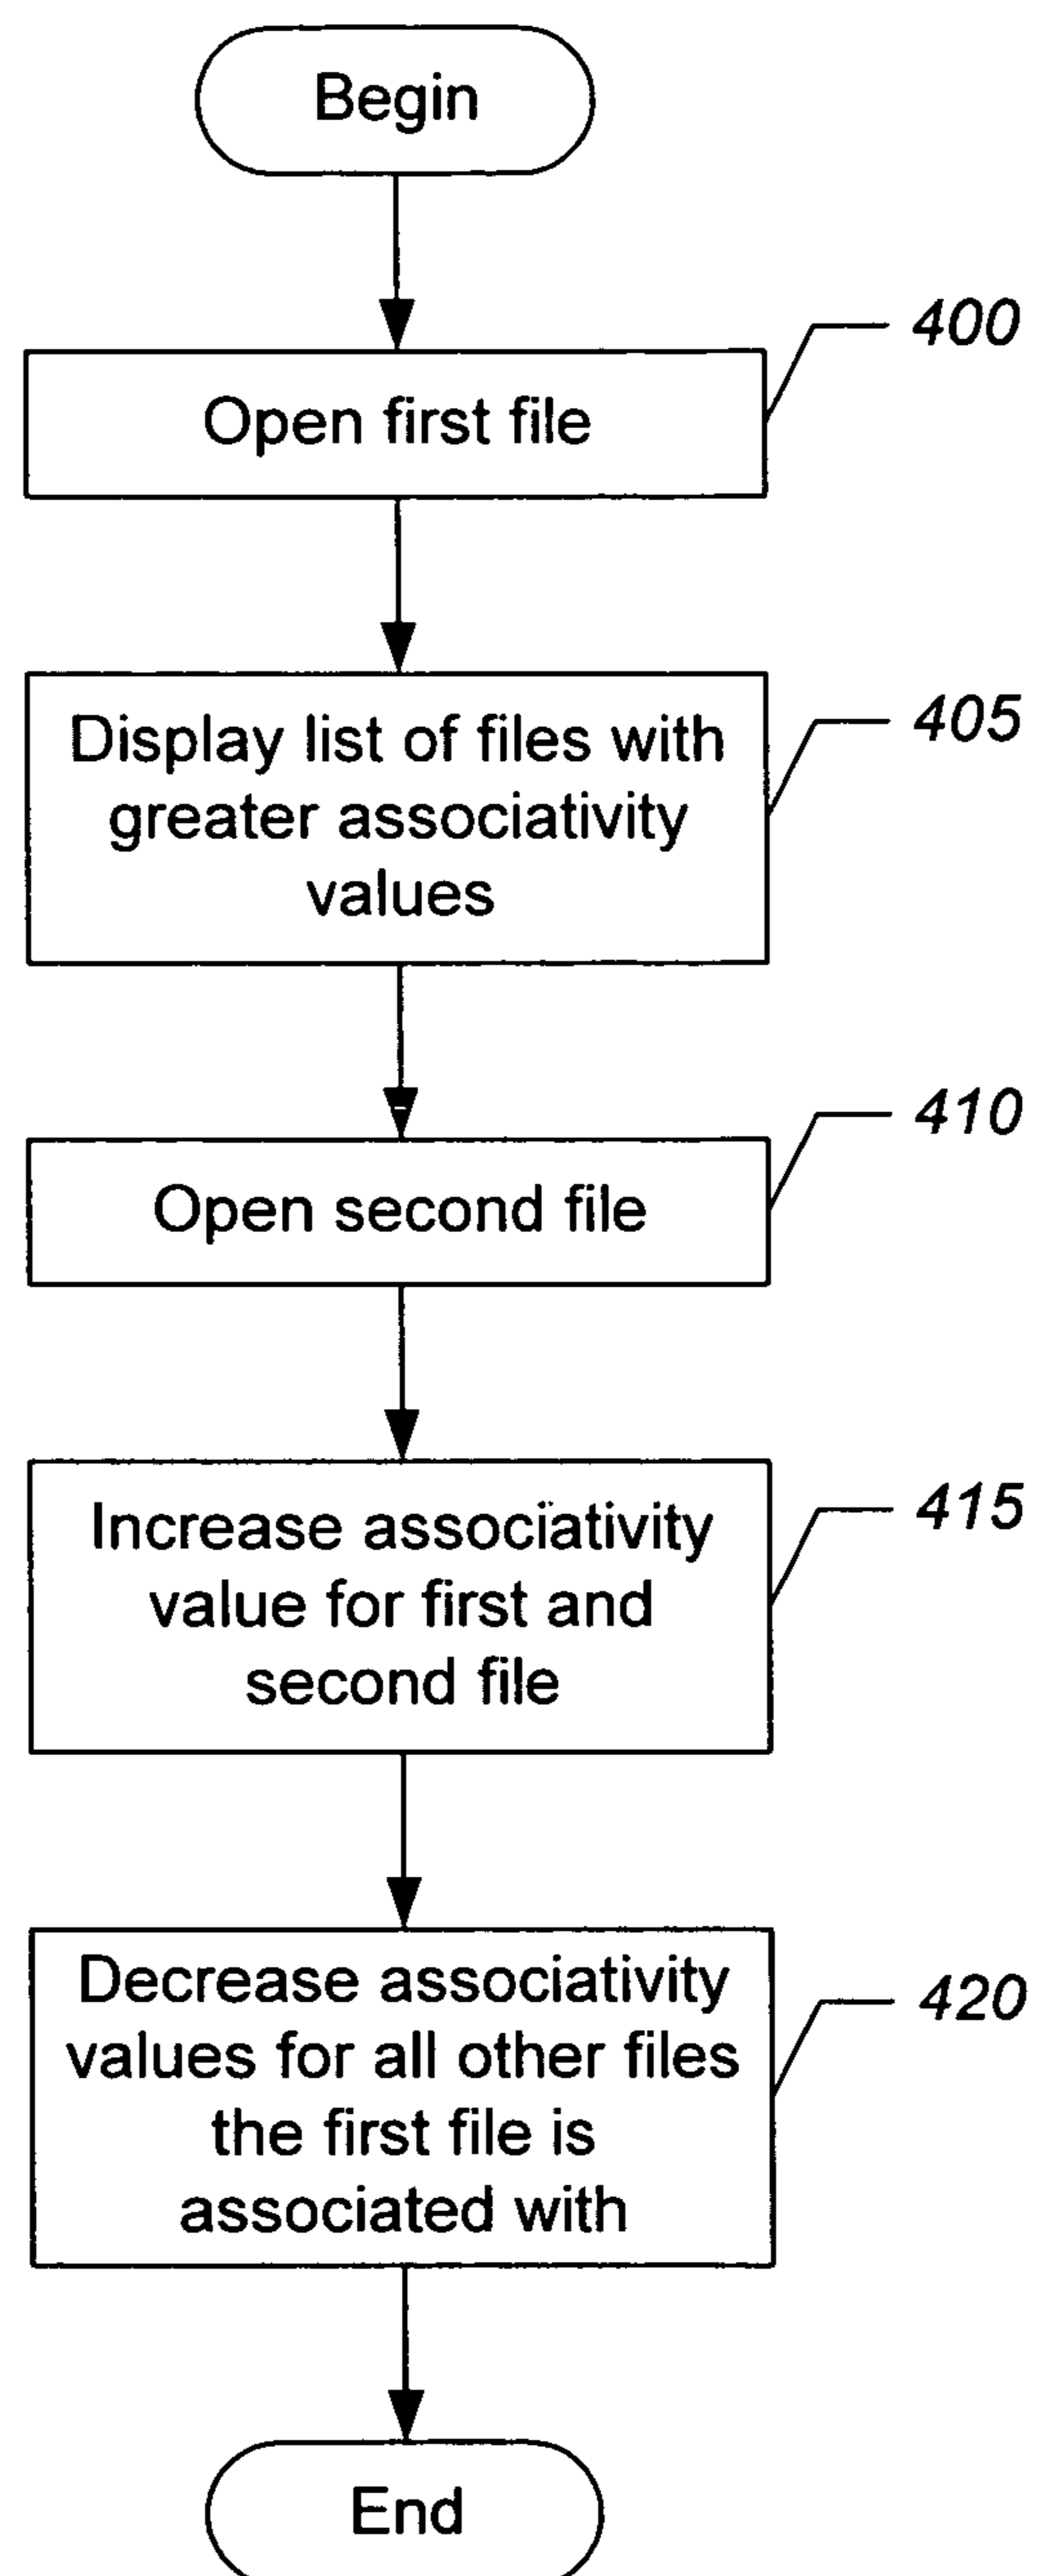 Begin
400
Open first file
405
Display list of files with
greater associativity
values
410
Open second file
415
Increase associativity
value for first and
second file
420
Decrease associativity
values for all other files
the first file is
associated with
End